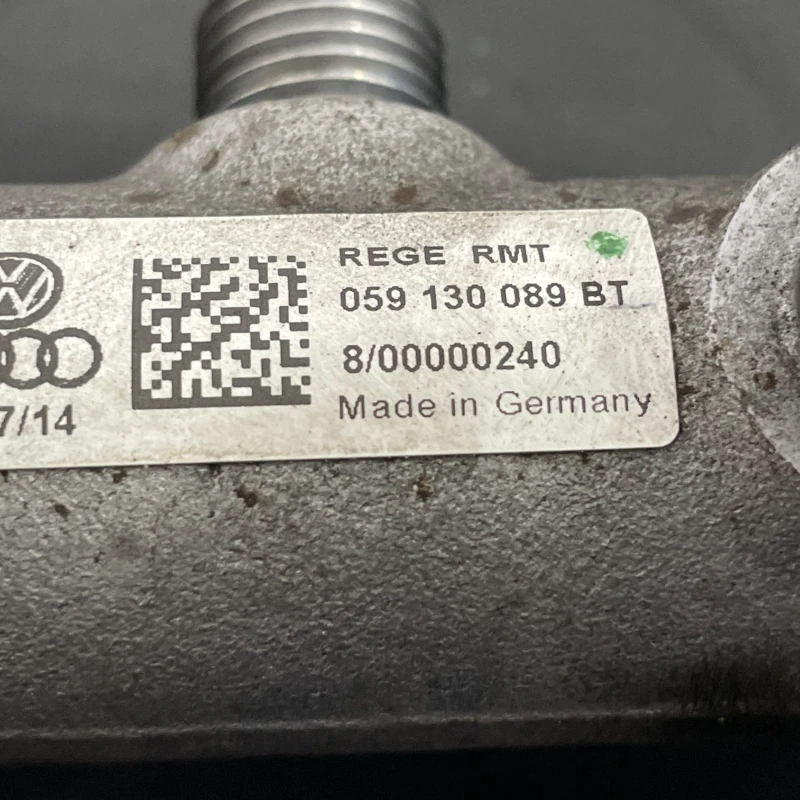 REGE RMT
059 130 089 BT
8/00000240
Made in Germany
7/14